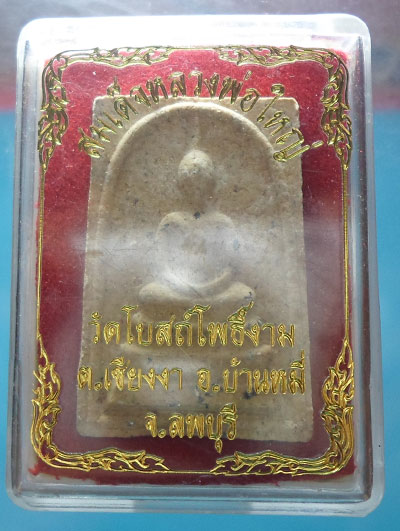 สมเด็จหลวงพ่อใหญ่
วัดโบสถ์โพธิ์งาม
ต.เชียงงา อ.บ้านหมี่
จ.ลพบุรี